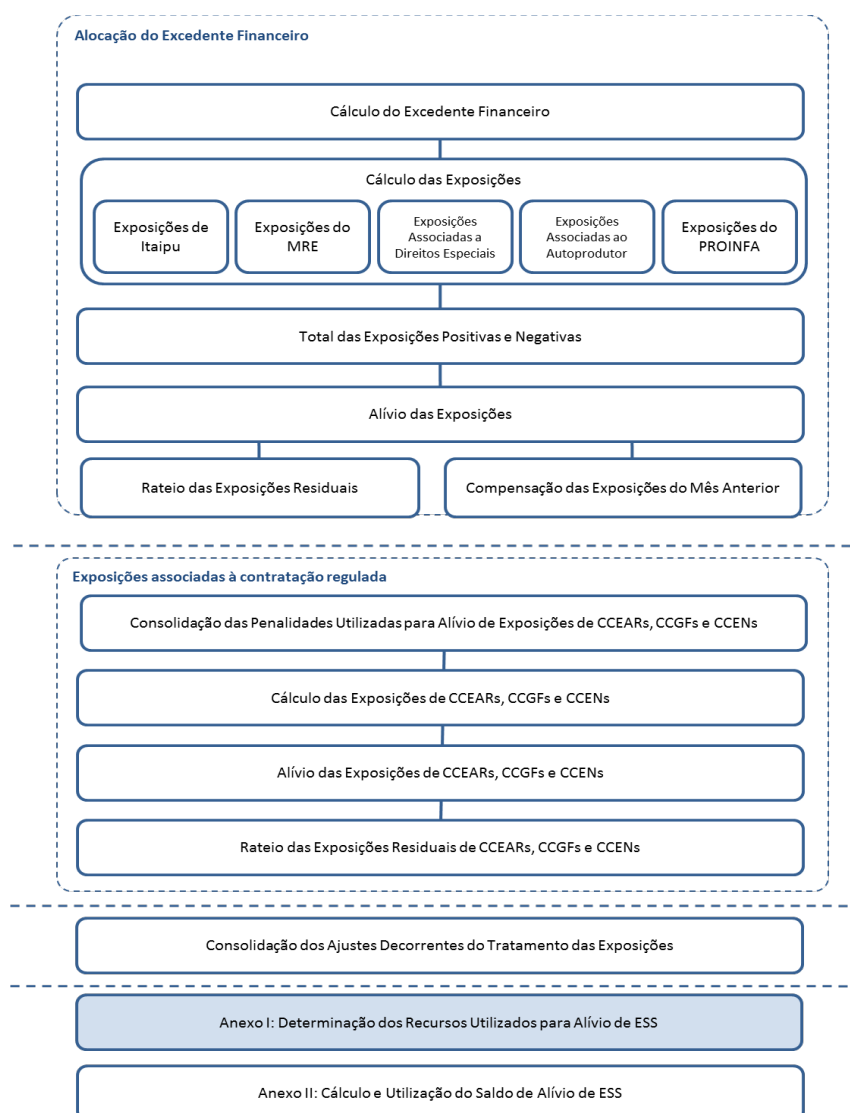 Alocação do Excedente Financeiro
Cálculo do Excedente Financeiro
Cálculo das Exposições
Exposições de
Itaipu
Exposições do
MRE
Exposições
Associadas a
Direitos Especiais
Exposições
Associadas ao
Autoprodutor
Exposições do
PROINFA
Total das Exposições Positivas e Negativas
Alívio das Exposições
Rateio das Exposições Residuais
Compensação das Exposições do Mês Anterior
Exposições associadas à contratação regulada
Consolidação das Penalidades Utilizadas para Alívio de Exposições de CCEARs, CCGFs e CCENs
Cálculo das Exposições de CCEARs, CCGFs e CCENs
Alívio das Exposições de CCEARs, CCGFs e CCENs
Rateio das Exposições Residuais de CCEARs, CCGFs e CCENs
Consolidação dos Ajustes Decorrentes do Tratamento das Exposições
Anexo I: Determinação dos Recursos Utilizados para Alívio de ESS
Anexo II: Cálculo e Utilização do Saldo de Alívio de ESS